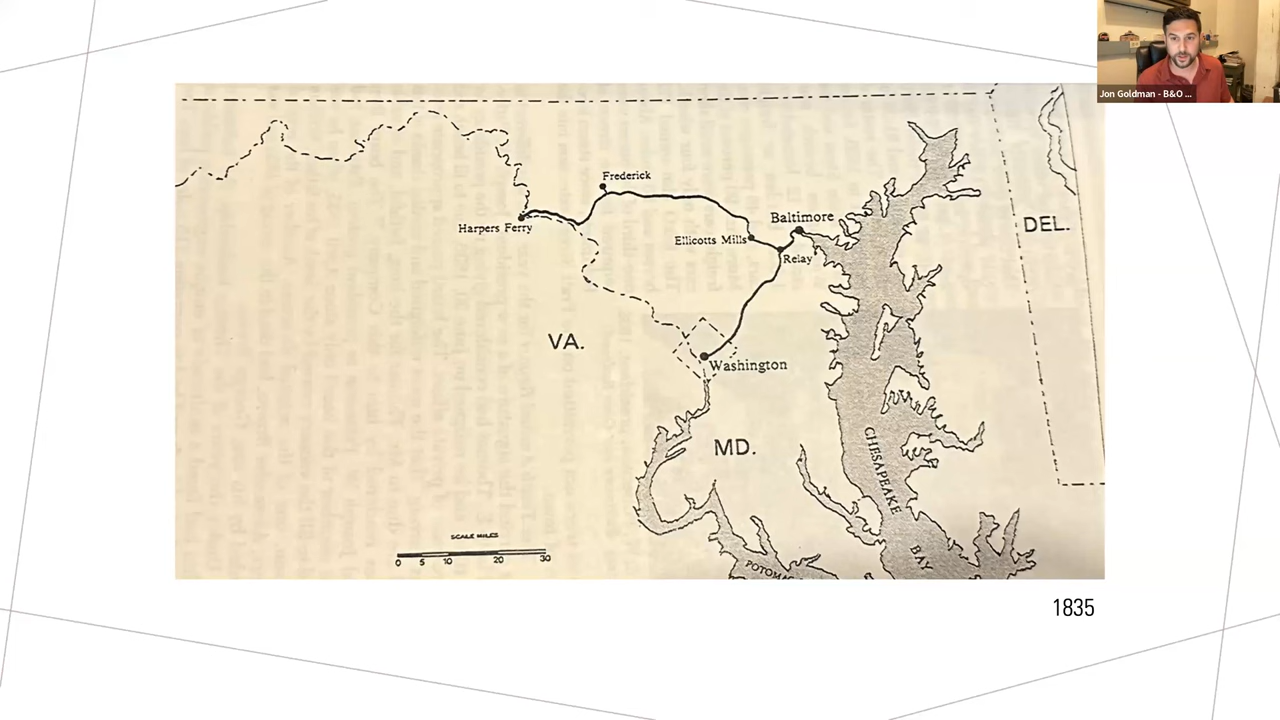 Jon Goldman - B&O ...
Frederick
Harpers Ferry
Baltimore
Ellicotts Mills
Relay
DEL.
VA.
Washington
MD.
CHESAPEAKE
BAY
POTOMAC
SCALE MILES
0 5 10 20 30
1835